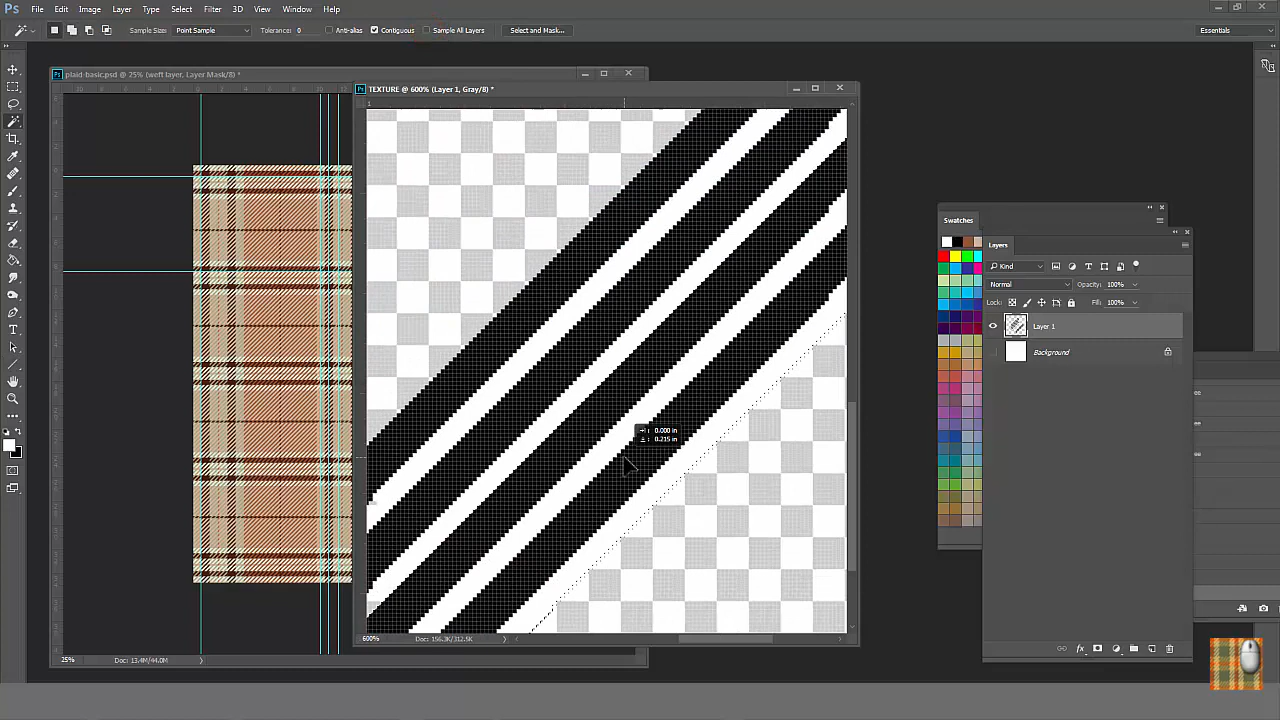 Ps File Edit Image Layer Type Select Filter 3D View Window Help
Sample Size: Point Sample Tolerance: 0 Anti-alias Contiguous Sample All Layers Select and Mask... Essentials
plaid-basic.psd @ 25% (weft layer, Layer Mask/8) *
TEXTURE @ 600% (Layer 1, Gray/8) *
Swatches
Layers
Kind
Normal Opacity: 100%
Lock: Fill: 100%
Layer 1
Background
: 0.000 in
: 0.215 in
600% Doc: 156.3K/312.5K
25% Doc: 13.4M/44.0M